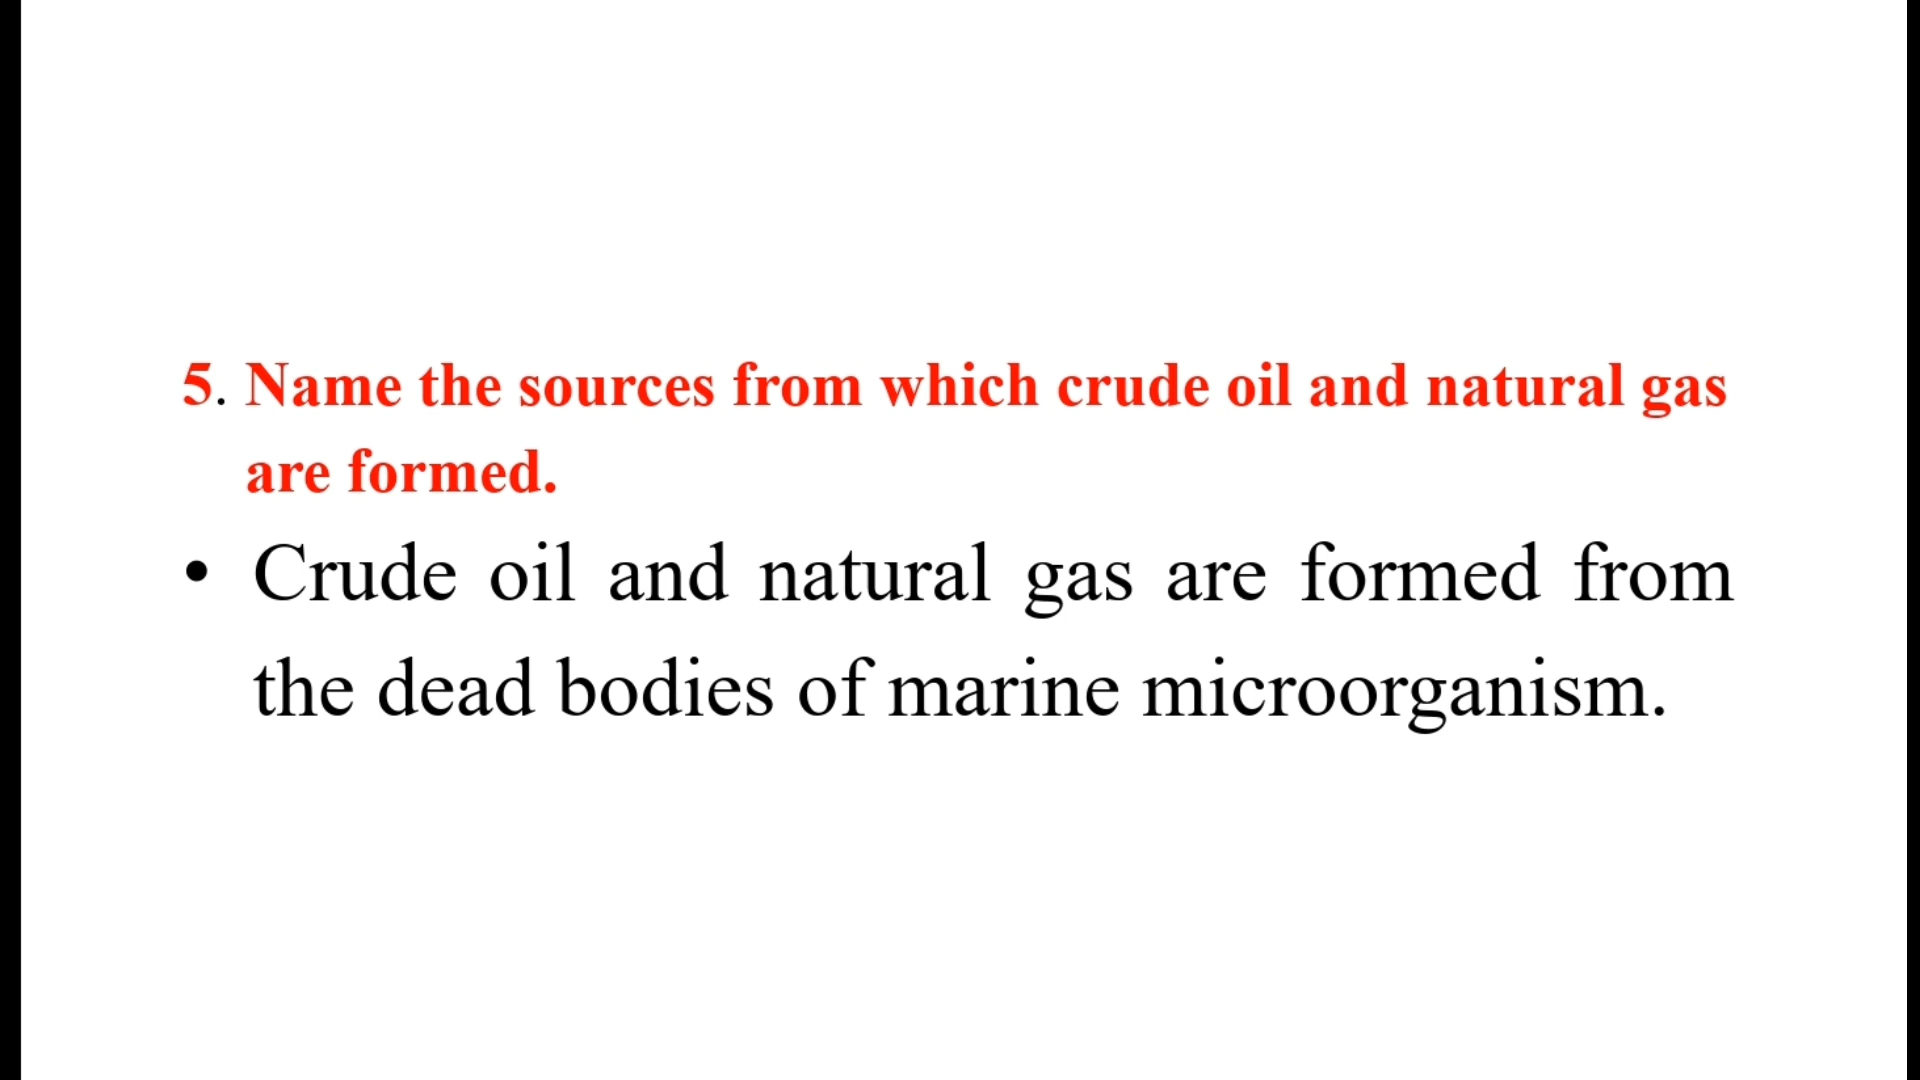 5. Name the sources from which crude oil and natural gas
are formed.
• Crude oil and natural gas are formed from
the dead bodies of marine microorganism.